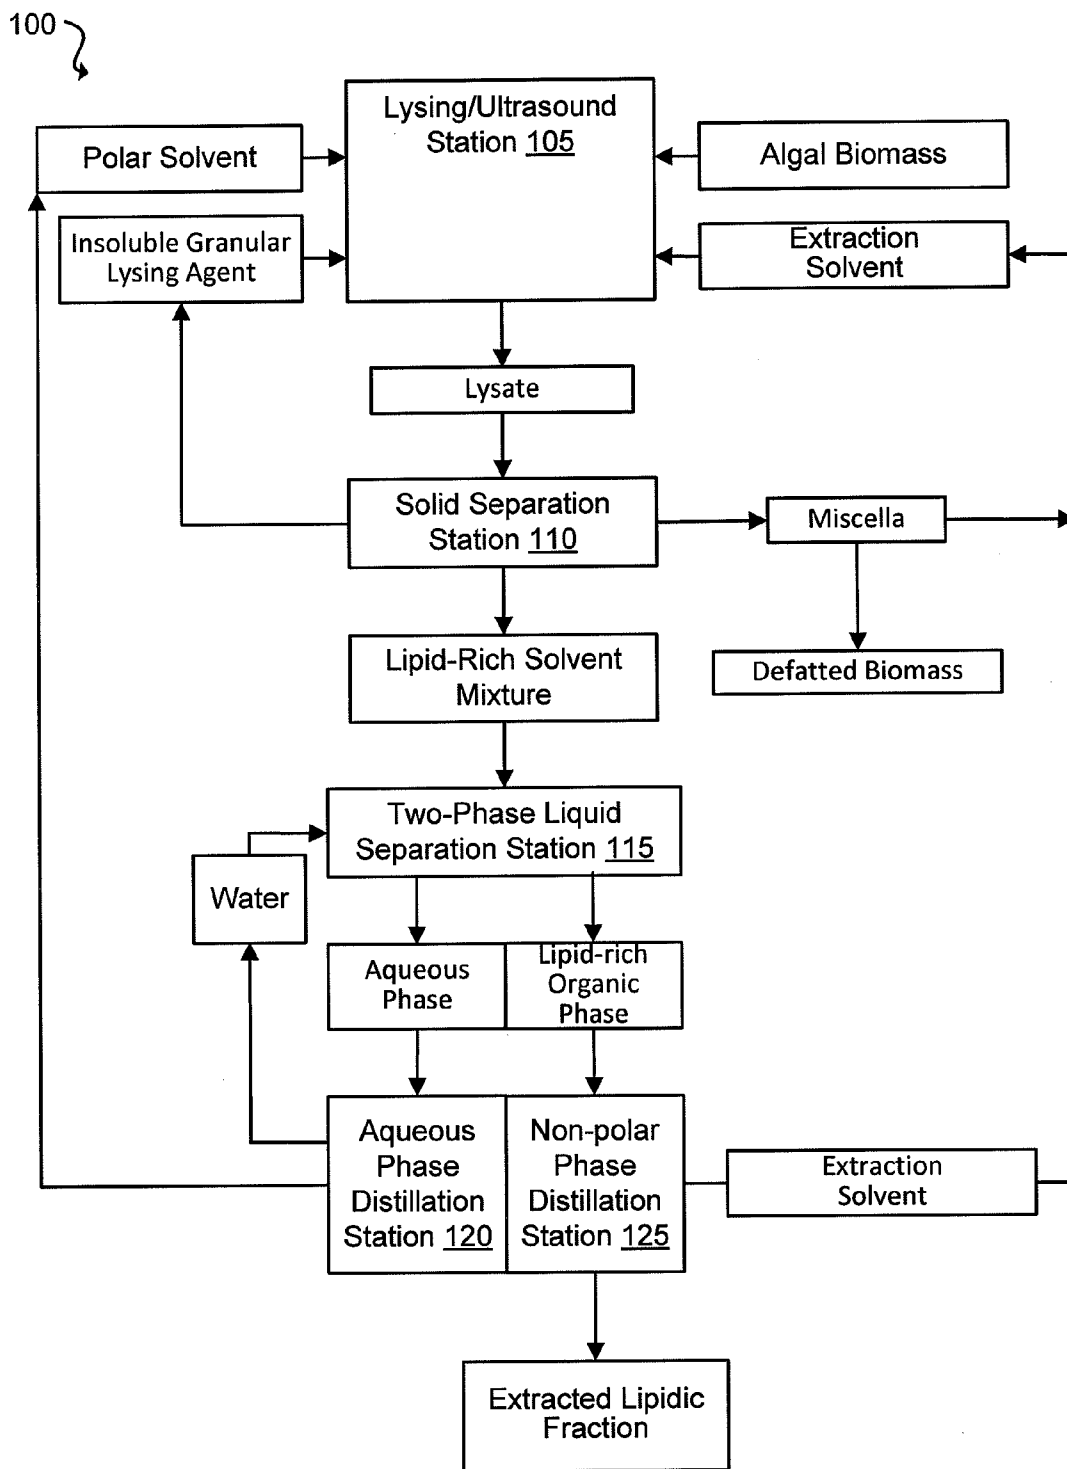 100
Lysing/Ultrasound
Station 105
Polar Solvent
Algal Biomass
Insoluble Granular
Lysing Agent
Extraction
Solvent
Lysate
Solid Separation
Station 110
Miscella
Lipid-Rich Solvent
Mixture
Defatted Biomass
Two-Phase Liquid
Separation Station 115
Water
Aqueous
Phase
Lipid-rich
Organic
Phase
Aqueous
Phase
Distillation
Station 120
Non-polar
Phase
Distillation
Station 125
Extraction
Solvent
Extracted Lipidic
Fraction